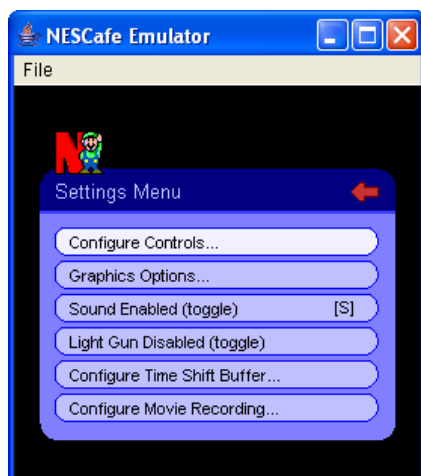 NESCafe Emulator
File
N
Settings Menu
Configure Controls...
Graphics Options...
Sound Enabled (toggle) [S]
Light Gun Disabled (toggle)
Configure Time Shift Buffer...
Configure Movie Recording...